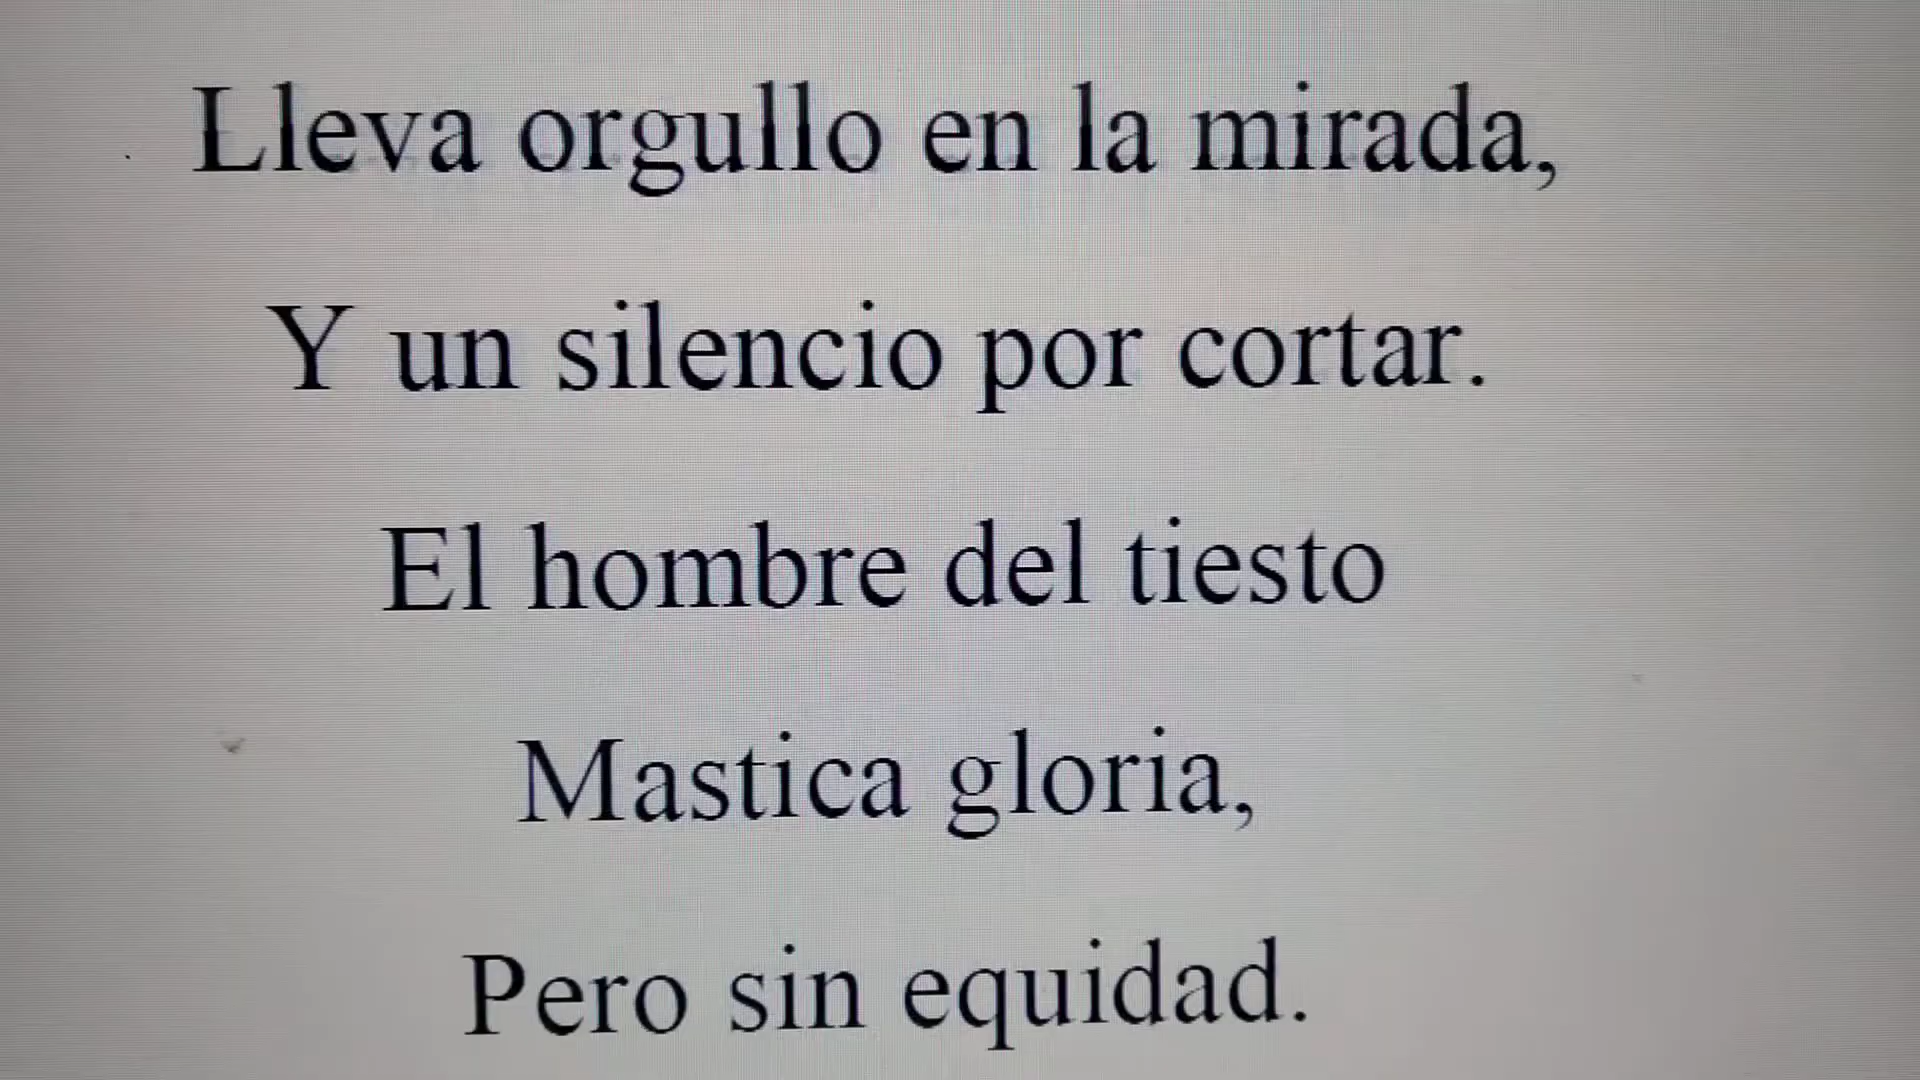 Lleva orgullo en la mirada,
Y un silencio por cortar.
El hombre del tiesto
Mastica gloria,
Pero sin equidad.